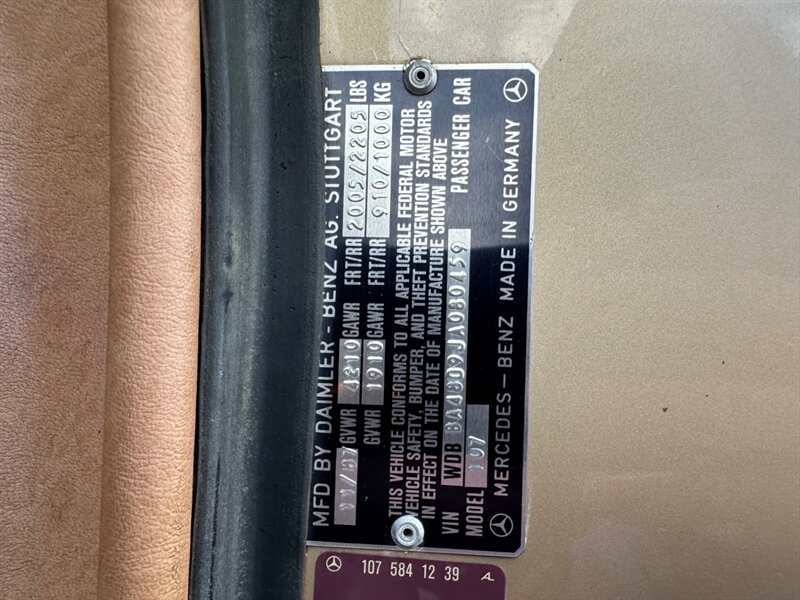 MFD BY DAIMLER - BENZ AG. STUTTGART
11/87 GVWR 4210 GAWR FRT/RR 2005/2205 LBS
GVWR 1910 GAWR FRT/RR 910/1000 KG
THIS VEHICLE CONFORMS TO ALL APPLICABLE FEDERAL MOTOR
VEHICLE SAFETY, BUMPER, AND THEFT PREVENTION STANDARDS
IN EFFECT ON THE DATE OF MANUFACTURE SHOWN ABOVE
VIN WDB BA48D9JA080459 PASSENGER CAR
MODEL 107
MERCEDES-BENZ MADE IN GERMANY
107 584 12 39 A